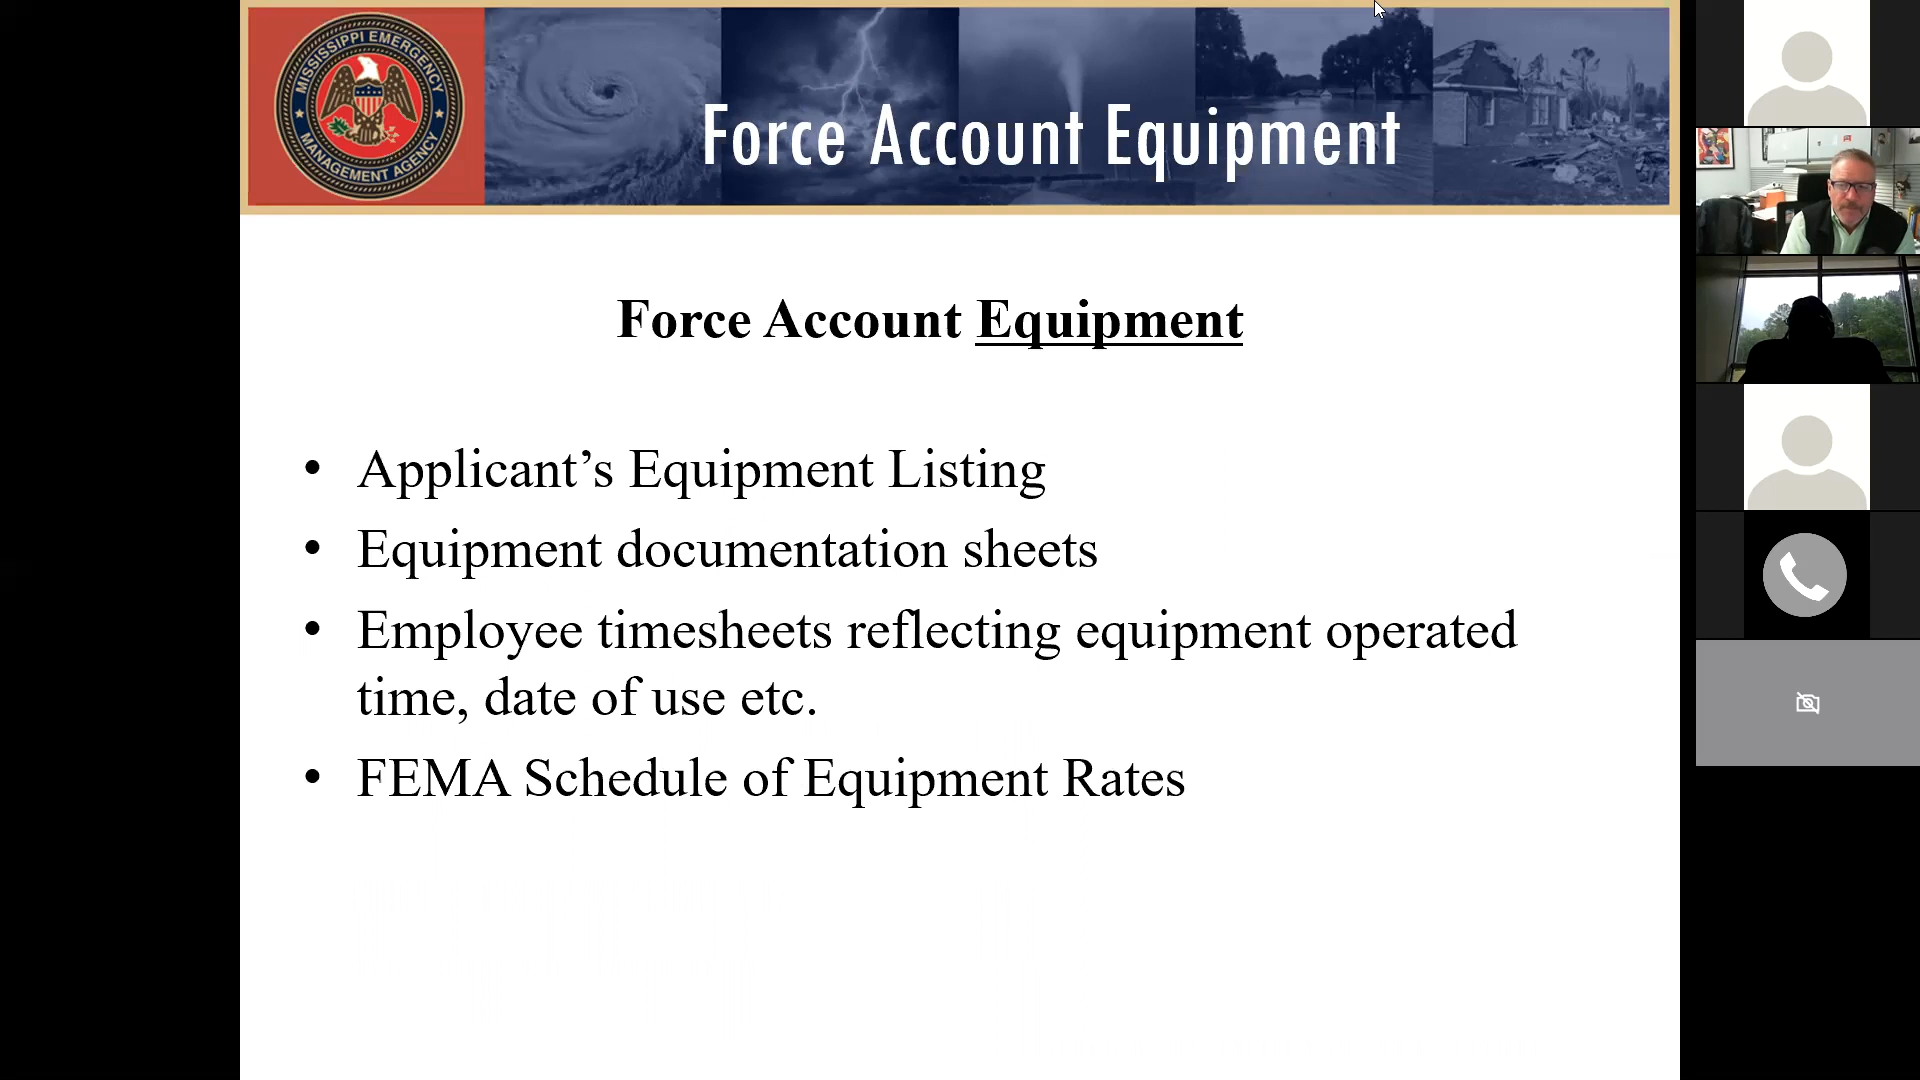 MISSISSIPPI EMERGENCY
MANAGEMENT AGENCY
Force Account Equipment
Force Account Equipment
• Applicant’s Equipment Listing
• Equipment documentation sheets
• Employee timesheets reflecting equipment operated
time, date of use etc.
• FEMA Schedule of Equipment Rates